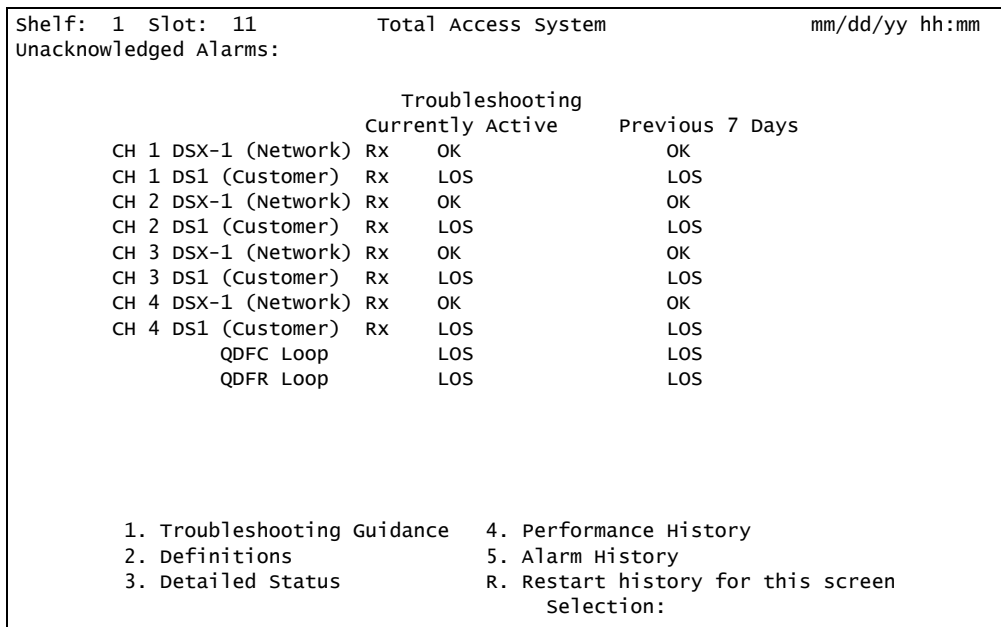 Shelf: 1 Slot: 11 Total Access System mm/dd/yy hh:mm
Unacknowledged Alarms:
Troubleshooting
Currently Active Previous 7 Days
CH 1 DSX-1 (Network) Rx OK OK
CH 1 DS1 (Customer) Rx LOS LOS
CH 2 DSX-1 (Network) Rx OK OK
CH 2 DS1 (Customer) Rx LOS LOS
CH 3 DSX-1 (Network) Rx OK OK
CH 3 DS1 (Customer) Rx LOS LOS
CH 4 DSX-1 (Network) Rx OK OK
CH 4 DS1 (Customer) Rx LOS LOS
QDFC Loop LOS LOS
QDFR Loop LOS LOS
1. Troubleshooting Guidance 4. Performance History
2. Definitions 5. Alarm History
3. Detailed Status R. Restart history for this screen
Selection: